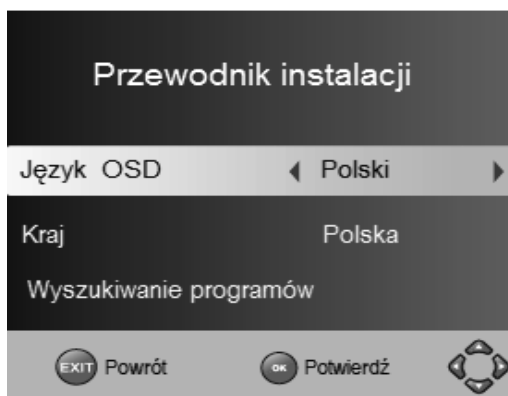 Przewodnik instalacji
Język OSD Polski
Kraj Polska
Wyszukiwanie programów
EXIT Powrót OK Potwierdź